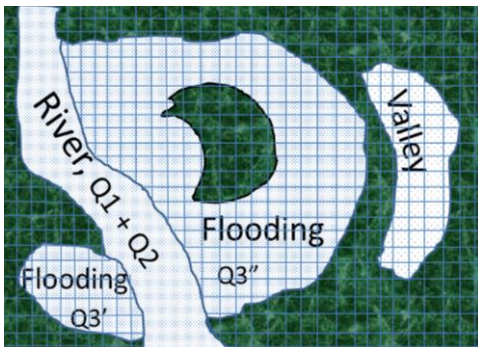 River, Q1 + Q2
Valley
Flooding
Q3"
Flooding
Q3'